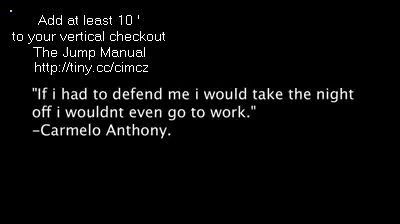 Add at least 10 '
to your vertical checkout
The Jump Manual
http://tiny.cc/cimcz
"If i had to defend me i would take the night
off i wouldnt even go to work."
-Carmelo Anthony.